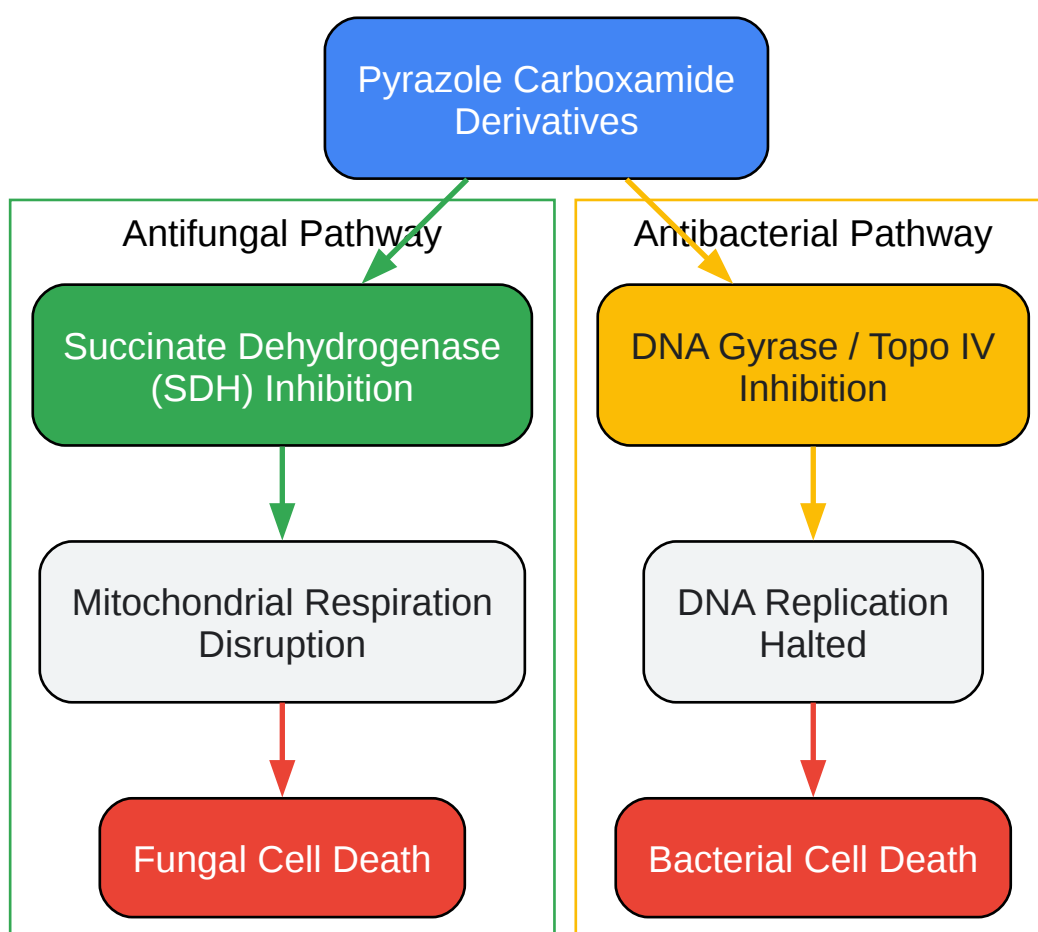 Pyrazole Carboxamide
Derivatives
Antifungal Pathway
Succinate Dehydrogenase
(SDH) Inhibition
Mitochondrial Respiration
Disruption
Fungal Cell Death
Antibacterial Pathway
DNA Gyrase / Topo IV
Inhibition
DNA Replication
Halted
Bacterial Cell Death